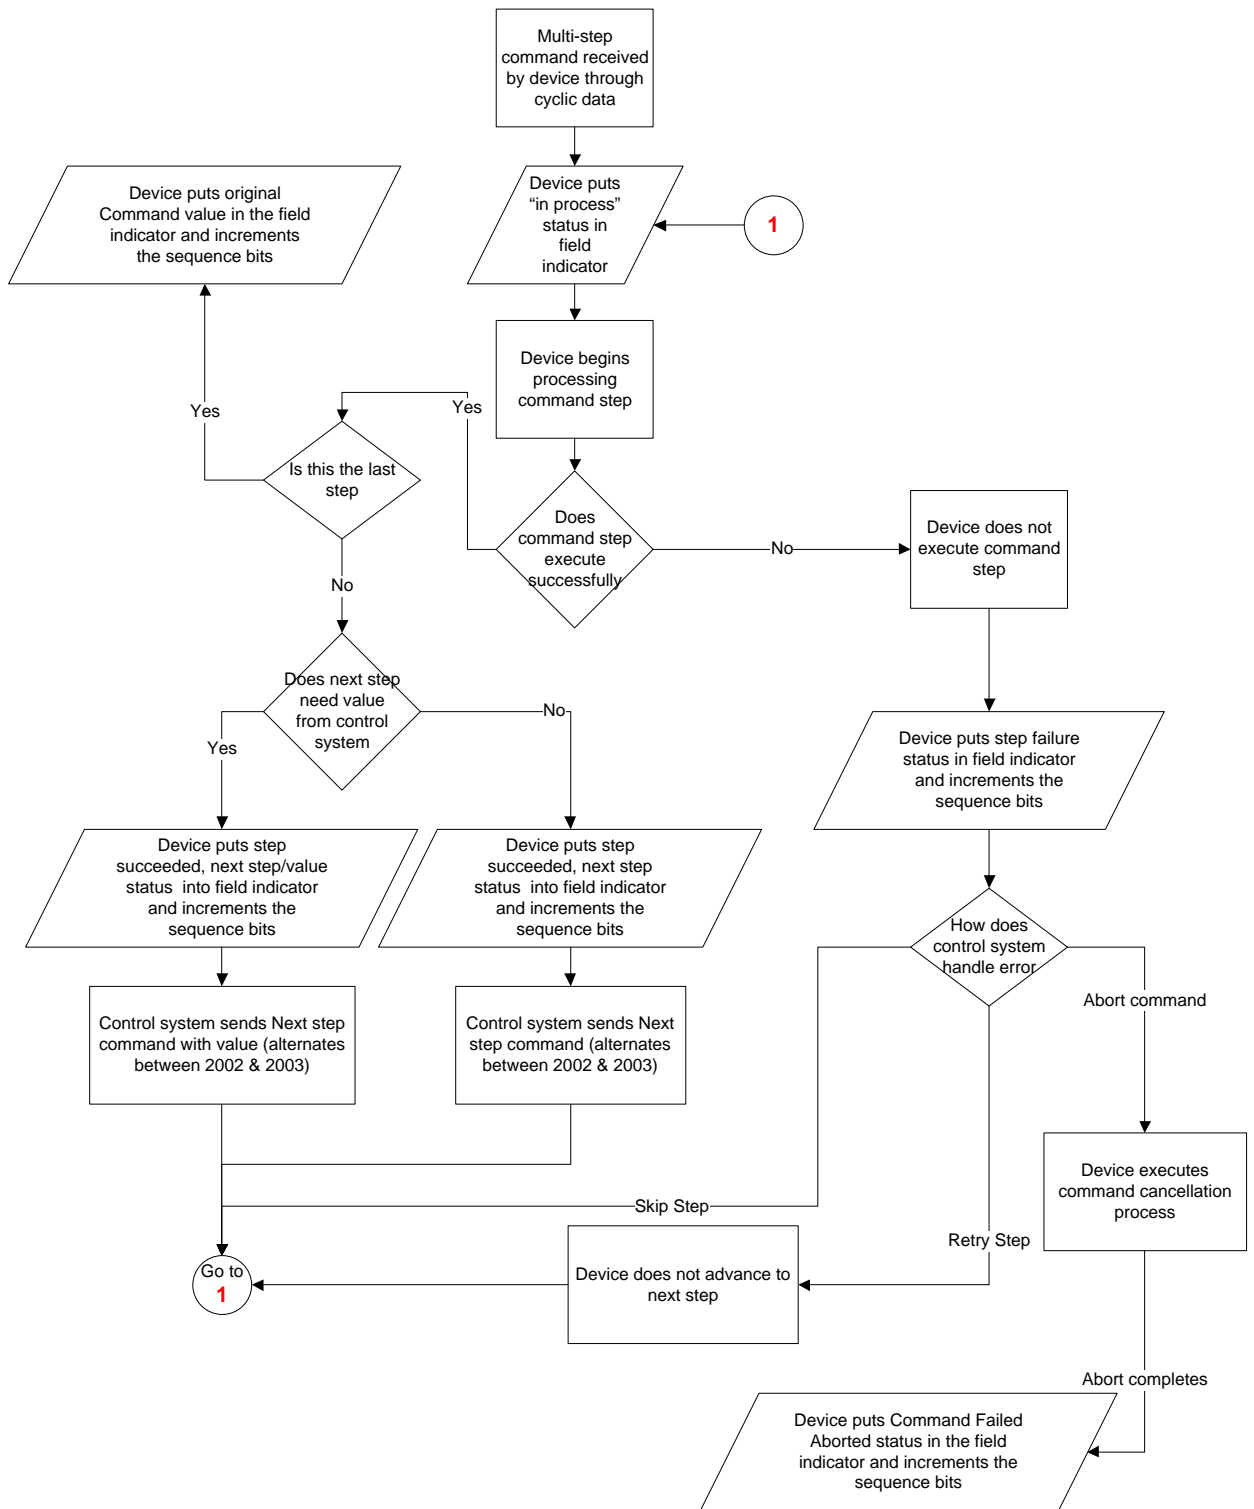 Multi-step
command received
by device through
cyclic data
Device puts original
Command value in the field
indicator and increments
the sequence bits
Device puts
“in process”
status in
field
indicator
1
Device begins
processing
command step
Yes
Yes
Is this the last
step
Does
command step
execute
successfully
No
Device does not
execute command
step
No
Does next step
need value
from control
system
No
Yes
Device puts step failure
status in field indicator
and increments the
sequence bits
Device puts step
succeeded, next step/value
status into field indicator
and increments the
sequence bits
Device puts step
succeeded, next step
status into field indicator
and increments the
sequence bits
How does
control system
handle error
Abort command
Control system sends Next step
command with value (alternates
between 2002 & 2003)
Control system sends Next
step command (alternates
between 2002 & 2003)
Device executes
command cancellation
process
Skip Step
Retry Step
Go to
1
Device does not advance to
next step
Abort completes
Device puts Command Failed
Aborted status in the field
indicator and increments the
sequence bits